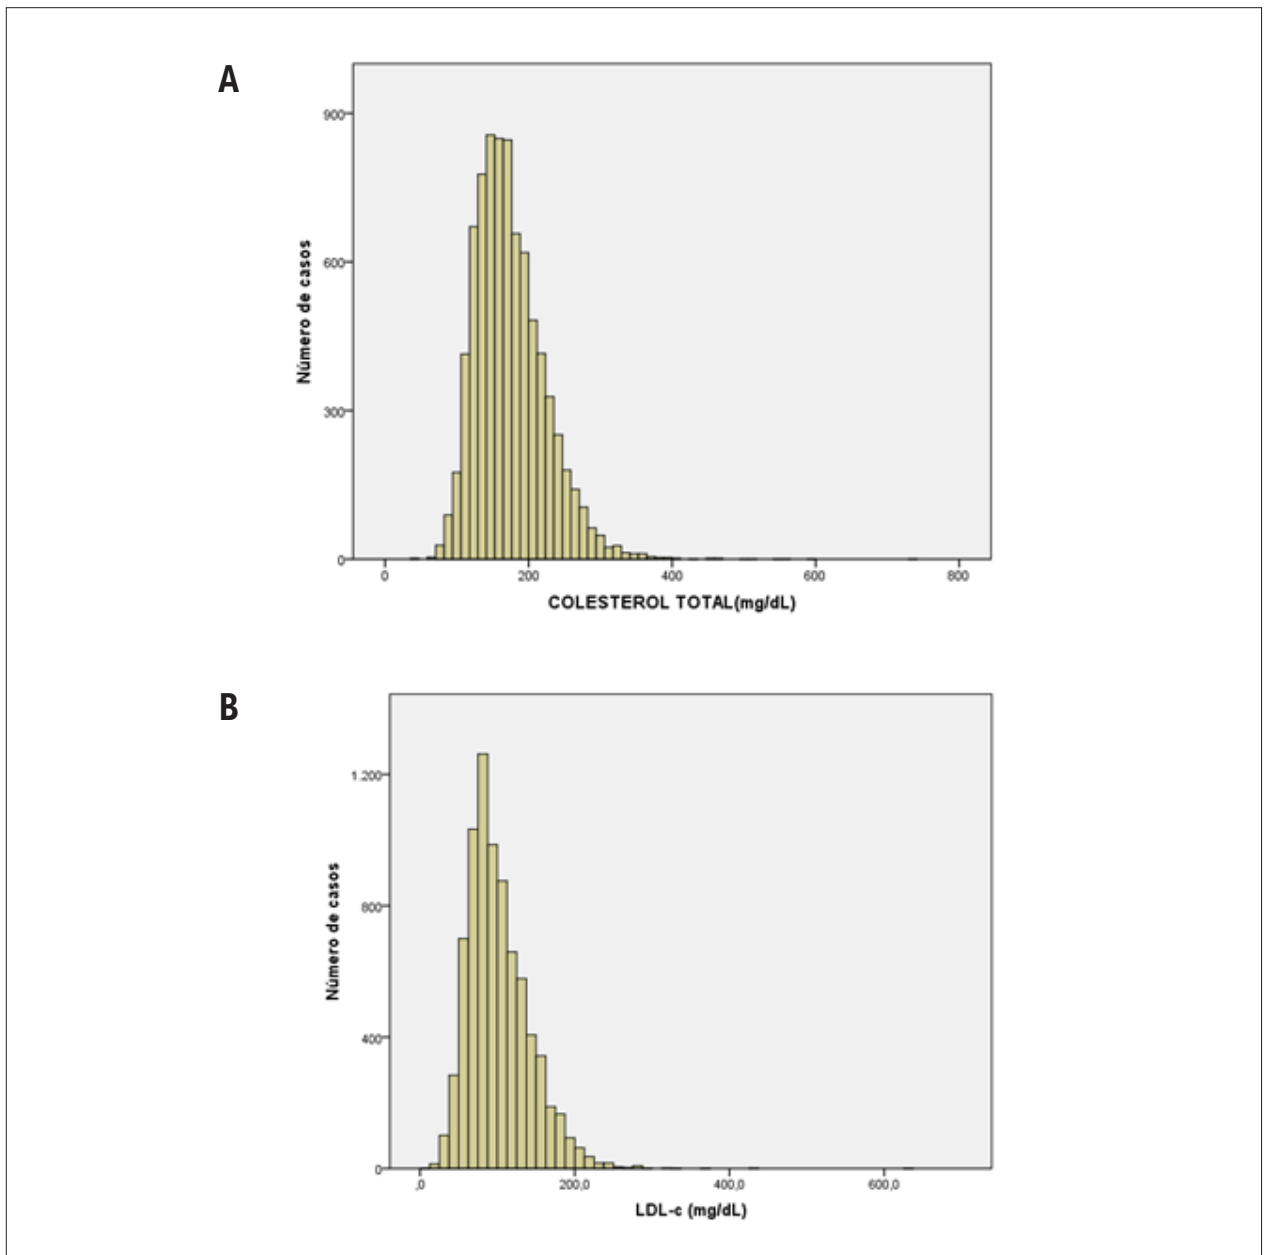 A
900
600
300
0
Número de casos
0 200 400 600 800
COLESTEROL TOTAL(mg/dL)
B
1.200
800
400
0
Número de casos
,0 200,0 400,0 600,0
LDL-c (mg/dL)